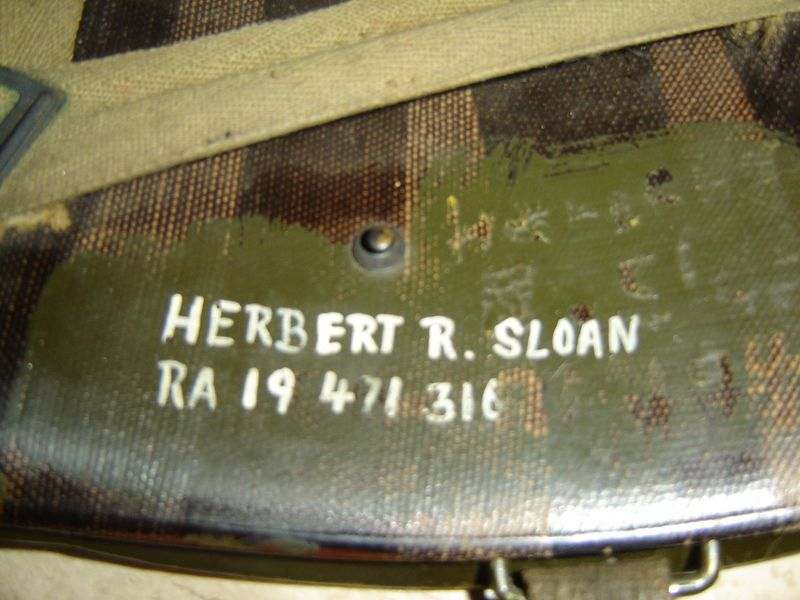 HERBERT R. SLOAN
RA 19 471 316